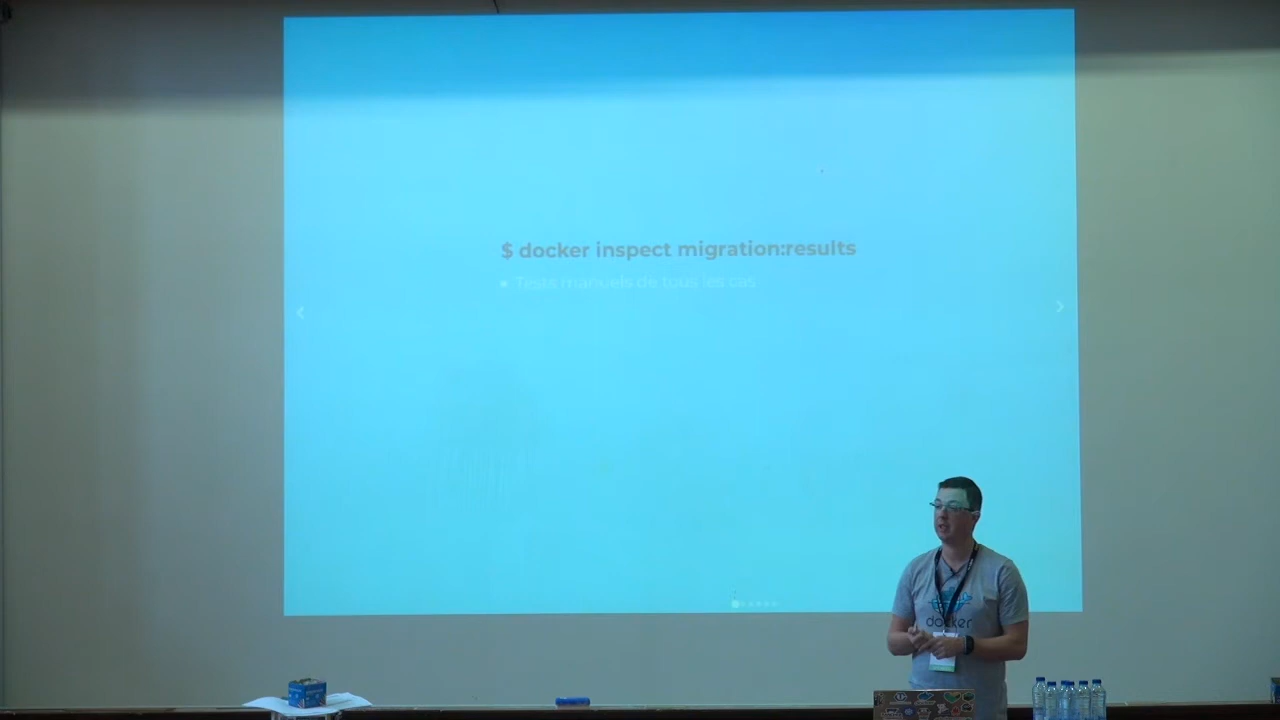 $ docker inspect migration:results
• Tests manuels de tous les cas
docker